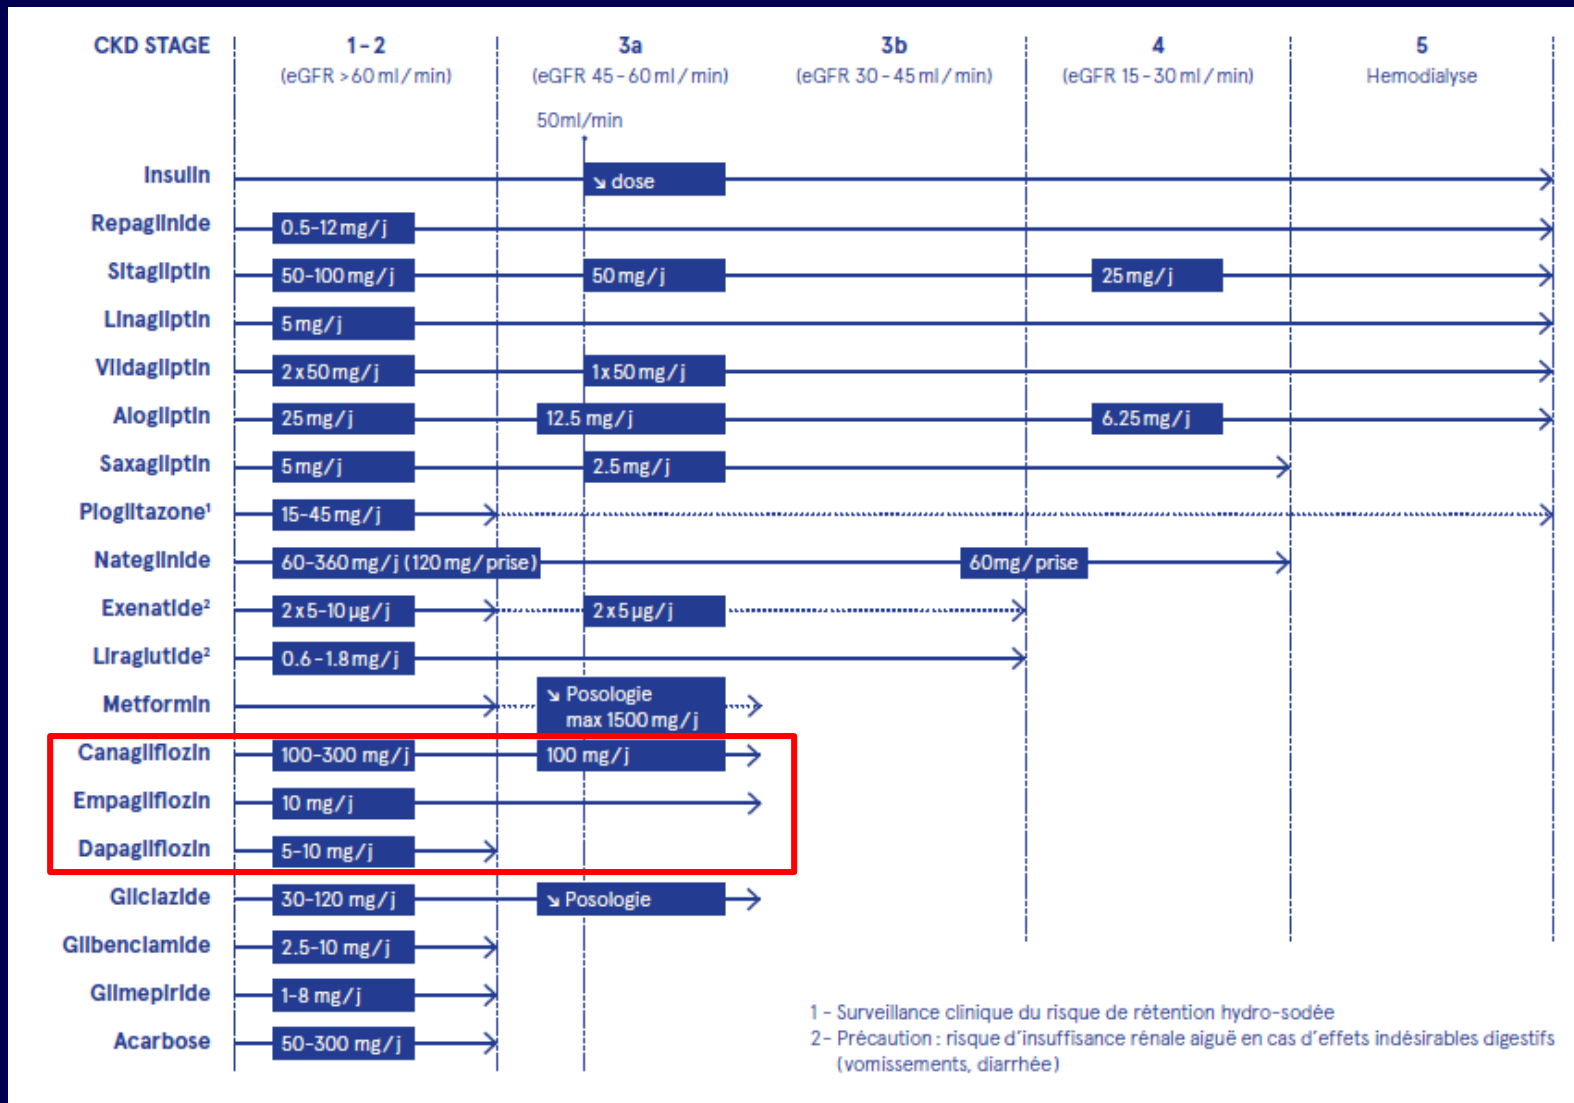 CKD STAGE 1-2 3a 3b 4 5
(eGFR >60 ml/min) (eGFR 45-60 ml/min) (eGFR 30-45 ml/min) (eGFR 15-30 ml/min) Hemodialyse
50ml/min
Insulin ↘ dose
Repaglinide 0.5-12 mg/j
Sitagliptin 50-100 mg/j 50 mg/j 25 mg/j
Linagliptin 5 mg/j
Vildagliptin 2x50 mg/j 1x50 mg/j
Alogliptin 25 mg/j 12.5 mg/j 6.25 mg/j
Saxagliptin 5 mg/j 2.5 mg/j
Pioglitazone¹ 15-45 mg/j
Nateglinide 60-360 mg/j (120 mg/prise) 60mg/prise
Exenatide² 2x5-10 µg/j 2x5 µg/j
Liraglutide² 0.6-1.8 mg/j
Metformin ↘ Posologie
max 1500 mg/j
Canagliflozin 100-300 mg/j 100 mg/j
Empagliflozin 10 mg/j
Dapagliflozin 5-10 mg/j
Gliclazide 30-120 mg/j ↘ Posologie
Glibenclamide 2.5-10 mg/j
Glimepiride 1-8 mg/j
Acarbose 50-300 mg/j
1 - Surveillance clinique du risque de rétention hydro-sodée
2 - Précaution : risque d'insuffisance rénale aiguë en cas d'effets indésirables digestifs
(vomissements, diarrhée)